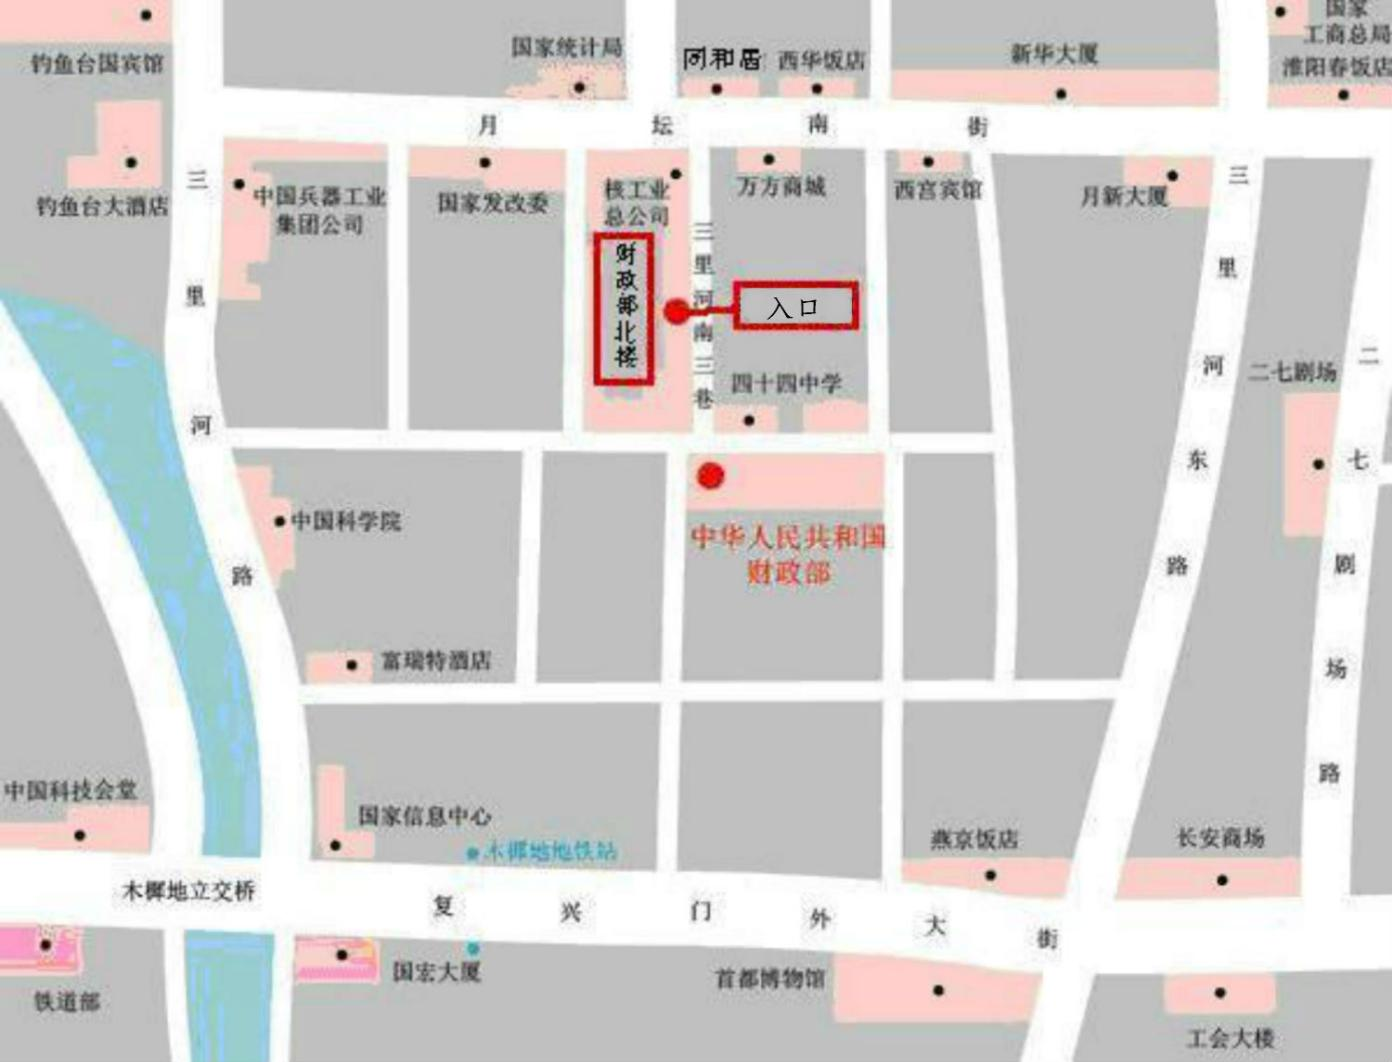 国家
工商总局
钓鱼台国宾馆
国家统计局
同和居
西华饭店
新华大厦
淮阳春饭店
月坛南街
钓鱼台大酒店
中国兵器工业
集团公司
国家发改委
核工业
总公司
万方商城
西宫宾馆
月新大厦
三里河路
三里河南三巷
三里河东路
财政部北楼
入口
四十四中学
二七剧场
二七剧场路
中国科学院
中华人民共和国
财政部
富瑞特酒店
中国科技会堂
国家信息中心
木樨地地铁站
燕京饭店
长安商场
木樨地立交桥
复兴门外大街
国宏大厦
首都博物馆
铁道部
工会大楼